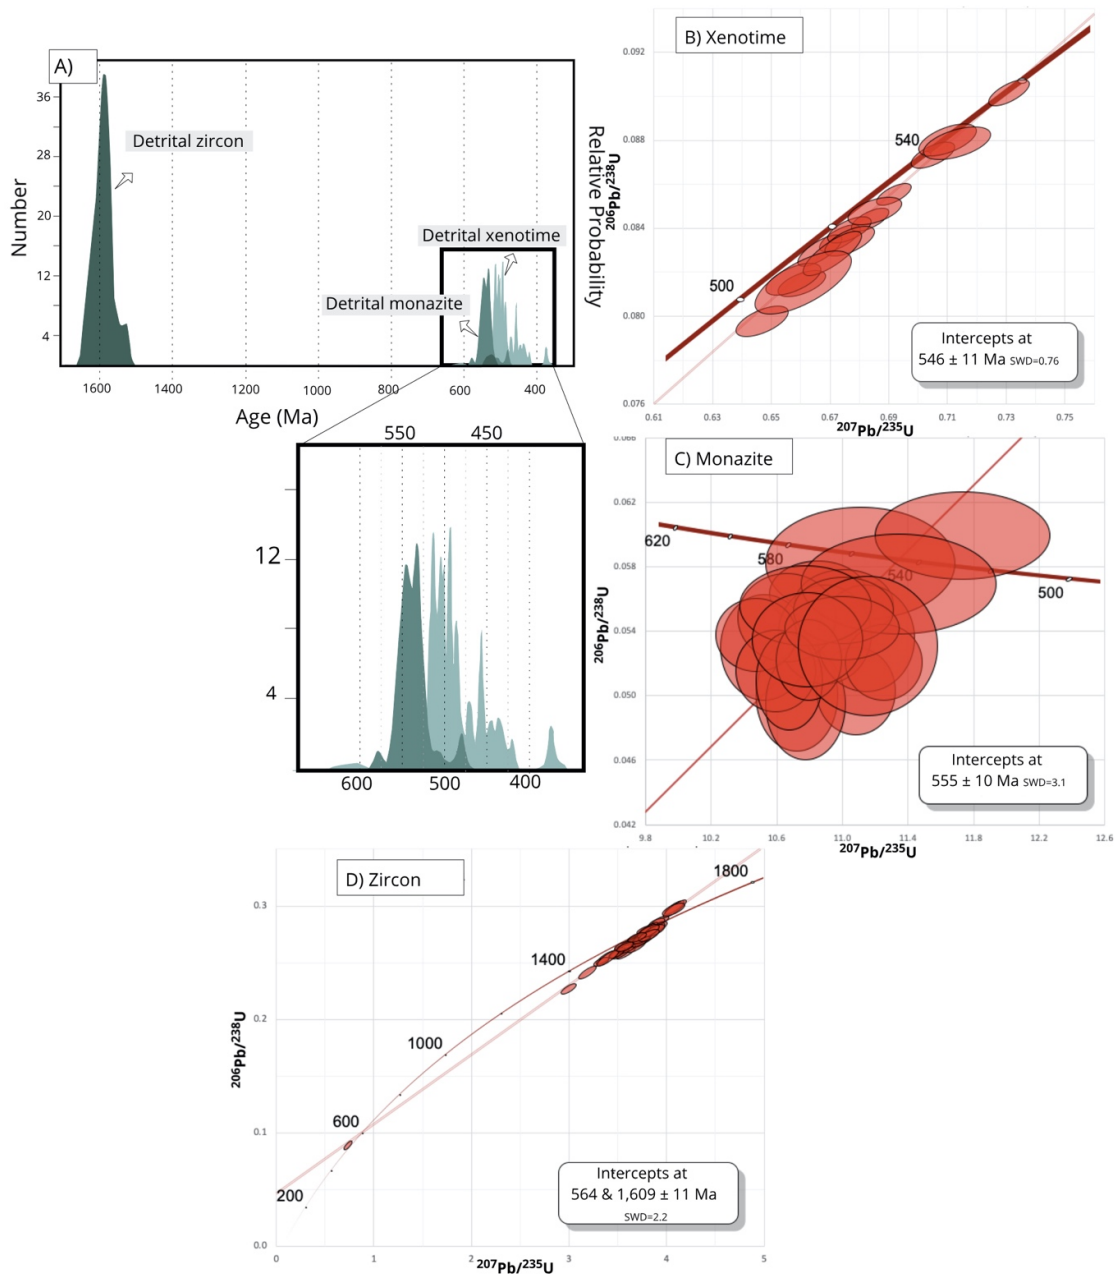 A)
36
28
20
12
4
Number
Detrital zircon
Detrital xenotime
Detrital monazite
1600
1400
1200
1000
800
600
400
Age (Ma)
Relative Probability
550
450
12
4
600
500
400
B) Xenotime
0.092
0.088
0.084
0.080
0.076
206Pb/238U
540
500
Intercepts at
546 ± 11 Ma SWD=0.76
0.61
0.63
0.65
0.67
0.69
0.71
0.73
0.75
207Pb/235U
C) Monazite
0.066
0.062
0.058
0.054
0.050
0.046
0.042
206Pb/238U
620
580
540
500
Intercepts at
555 ± 10 Ma SWD=3.1
9.8
10.2
10.6
11.0
11.4
11.8
12.2
12.6
207Pb/235U
D) Zircon
0.3
0.2
0.1
0.0
206Pb/238U
1800
1400
1000
600
200
Intercepts at
564 & 1,609 ± 11 Ma
SWD=2.2
0
1
2
3
4
5
207Pb/235U